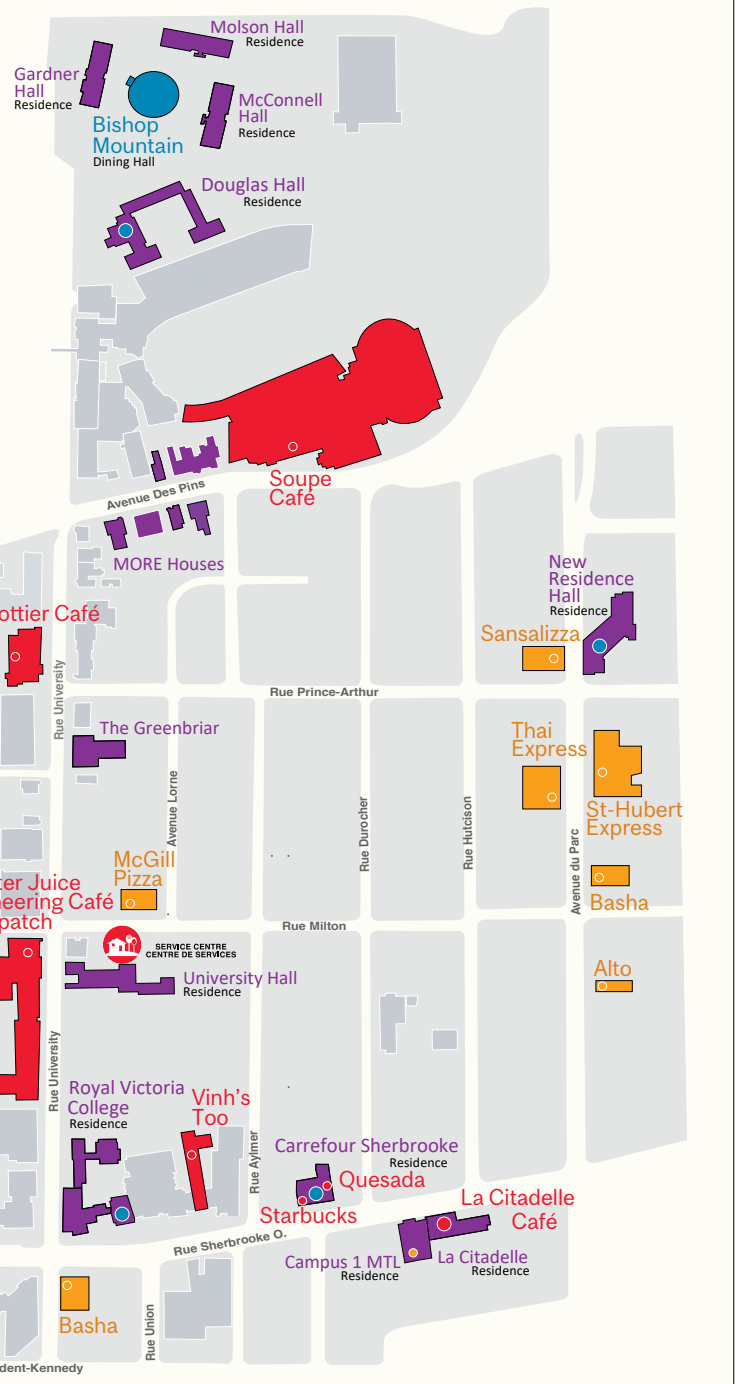 Molson Hall
Residence
Gardner
Hall
Residence
McConnell
Hall
Residence
Bishop
Mountain
Dining Hall
Douglas Hall
Residence
Soupe
Café
Avenue Des Pins
MORE Houses
New
Residence
Hall
Residence
ottier Café
Sansalizza
Rue University
Rue Prince-Arthur
The Greenbriar
Thai
Express
Avenue Lorne
Rue Durocher
Rue Hutcison
St-Hubert
Express
Avenue du Parc
McGill
Pizza
ter Juice
neering Café
patch
Basha
Rue Milton
SERVICE CENTRE
CENTRE DE SERVICES
University Hall
Residence
Alto
Rue University
Royal Victoria
College
Residence
Vinh's
Too
Rue Aylmer
Carrefour Sherbrooke
Residence
Quesada
Starbucks
La Citadelle
Café
Rue Sherbrooke O.
Campus 1 MTL
Residence
La Citadelle
Residence
Basha
Rue Union
dent-Kennedy